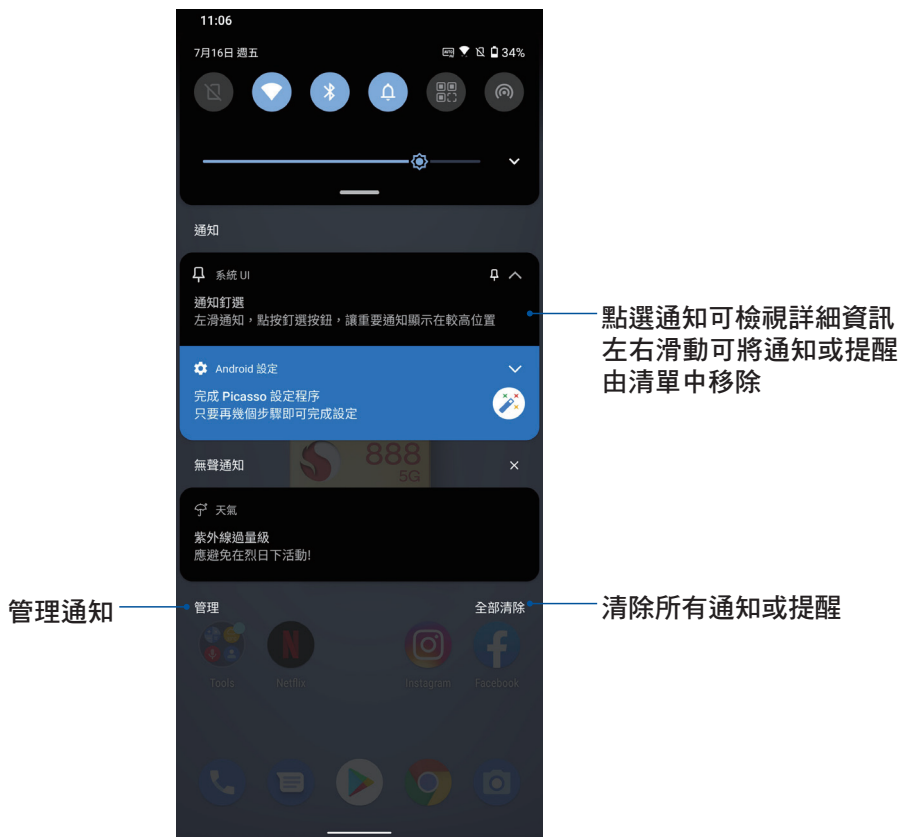 11:06
7月16日 週五
34%
通知
系統 UI
通知釘選
左滑通知，點按釘選按鈕，讓重要通知顯示在較高位置
點選通知可檢視詳細資訊
左右滑動可將通知或提醒
由清單中移除
Android 設定
完成 Picasso 設定程序
只要再幾個步驟即可完成設定
無聲通知
888
5G
天氣
紫外線過量級
應避免在烈日下活動!
管理通知
管理
全部清除
清除所有通知或提醒
Tools
Netflix
Instagram
Facebook